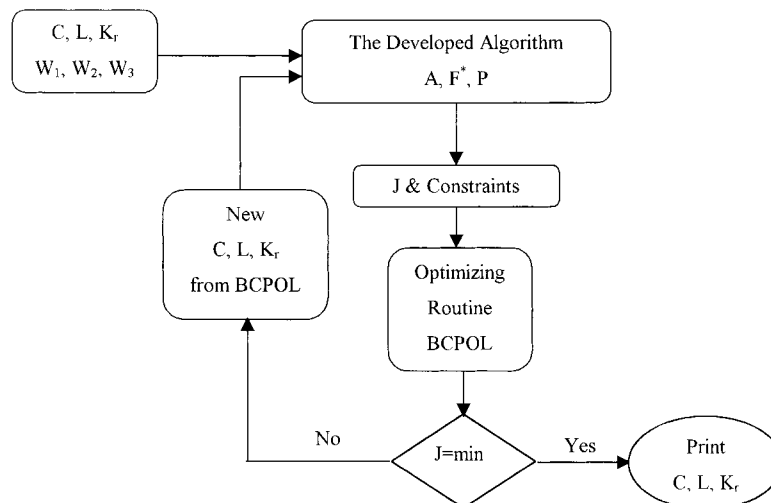 C, L, Kᵣ
W₁, W₂, W₃
The Developed Algorithm
A, F*, P
J & Constraints
New
C, L, Kᵣ
from BCPOL
Optimizing
Routine
BCPOL
No
J=min
Yes
Print
C, L, Kᵣ